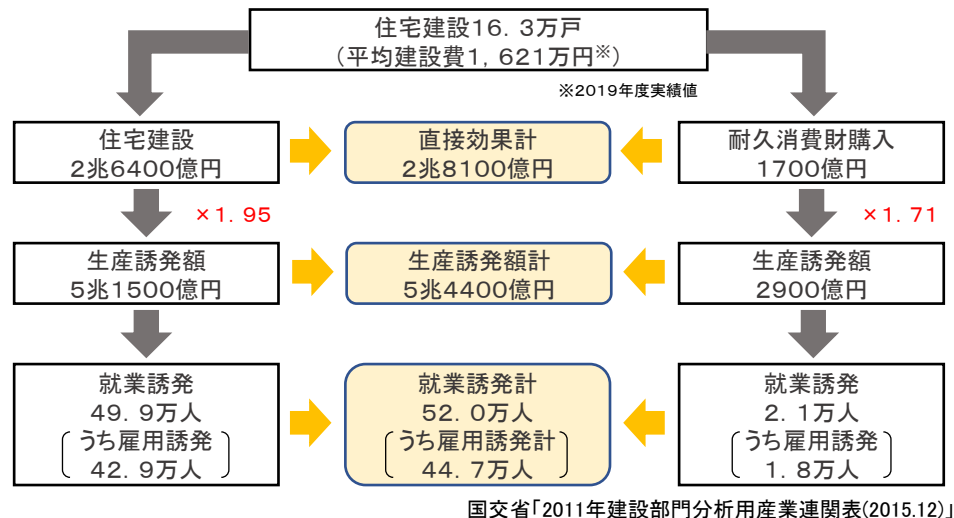 住宅建設16．3万戸
（平均建設費1，621万円※）
※2019年度実績値
住宅建設
2兆6400億円
直接効果計
2兆8100億円
耐久消費財購入
1700億円
×1．95
×1．71
生産誘発額
5兆1500億円
生産誘発額計
5兆4400億円
生産誘発額
2900億円
就業誘発
49．9万人
うち雇用誘発
42．9万人
就業誘発計
52．0万人
うち雇用誘発計
44．7万人
就業誘発
2．1万人
うち雇用誘発
1．8万人
国交省「2011年建設部門分析用産業連関表(2015.12)」